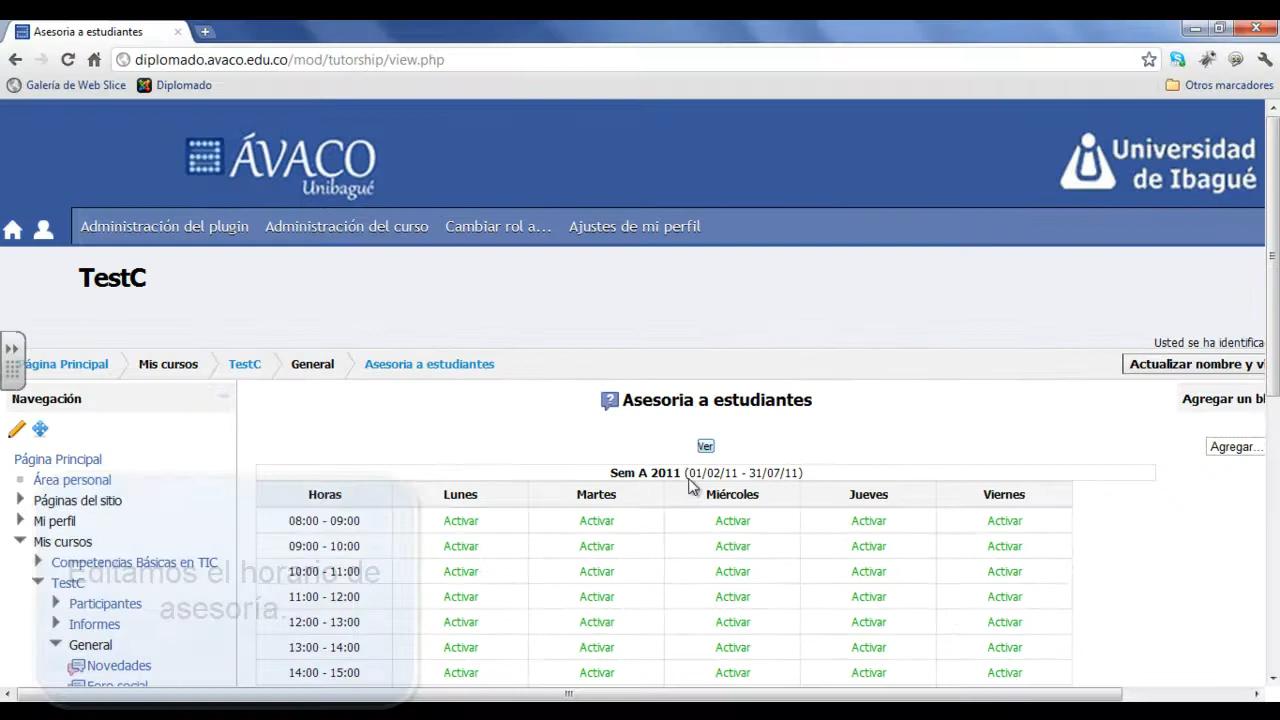 Asesoria a estudiantes
diplomado.avaco.edu.co/mod/tutorship/view.php
Galería de Web Slice Diplomado Otros marcadores
ÁVACO
Unibagué
Universidad
de Ibagué
Administración del plugin Administración del curso Cambiar rol a... Ajustes de mi perfil
TestC
Usted se ha identifica
ágina Principal Mis cursos TestC General Asesoria a estudiantes Actualizar nombre y v
Navegación
Asesoria a estudiantes
Agregar un bl
Ver
Agregar...
Página Principal
Área personal
Páginas del sitio
Mi perfil
Mis cursos
Competencias Básicas en TIC
TestC
Participantes
Informes
General
Novedades
Foro social
Editamos el horario de
asesoría.
Sem A 2011 (01/02/11 - 31/07/11)
Horas Lunes Martes Miércoles Jueves Viernes
08:00 - 09:00 Activar Activar Activar Activar Activar
09:00 - 10:00 Activar Activar Activar Activar Activar
10:00 - 11:00 Activar Activar Activar Activar Activar
11:00 - 12:00 Activar Activar Activar Activar Activar
12:00 - 13:00 Activar Activar Activar Activar Activar
13:00 - 14:00 Activar Activar Activar Activar Activar
14:00 - 15:00 Activar Activar Activar Activar Activar